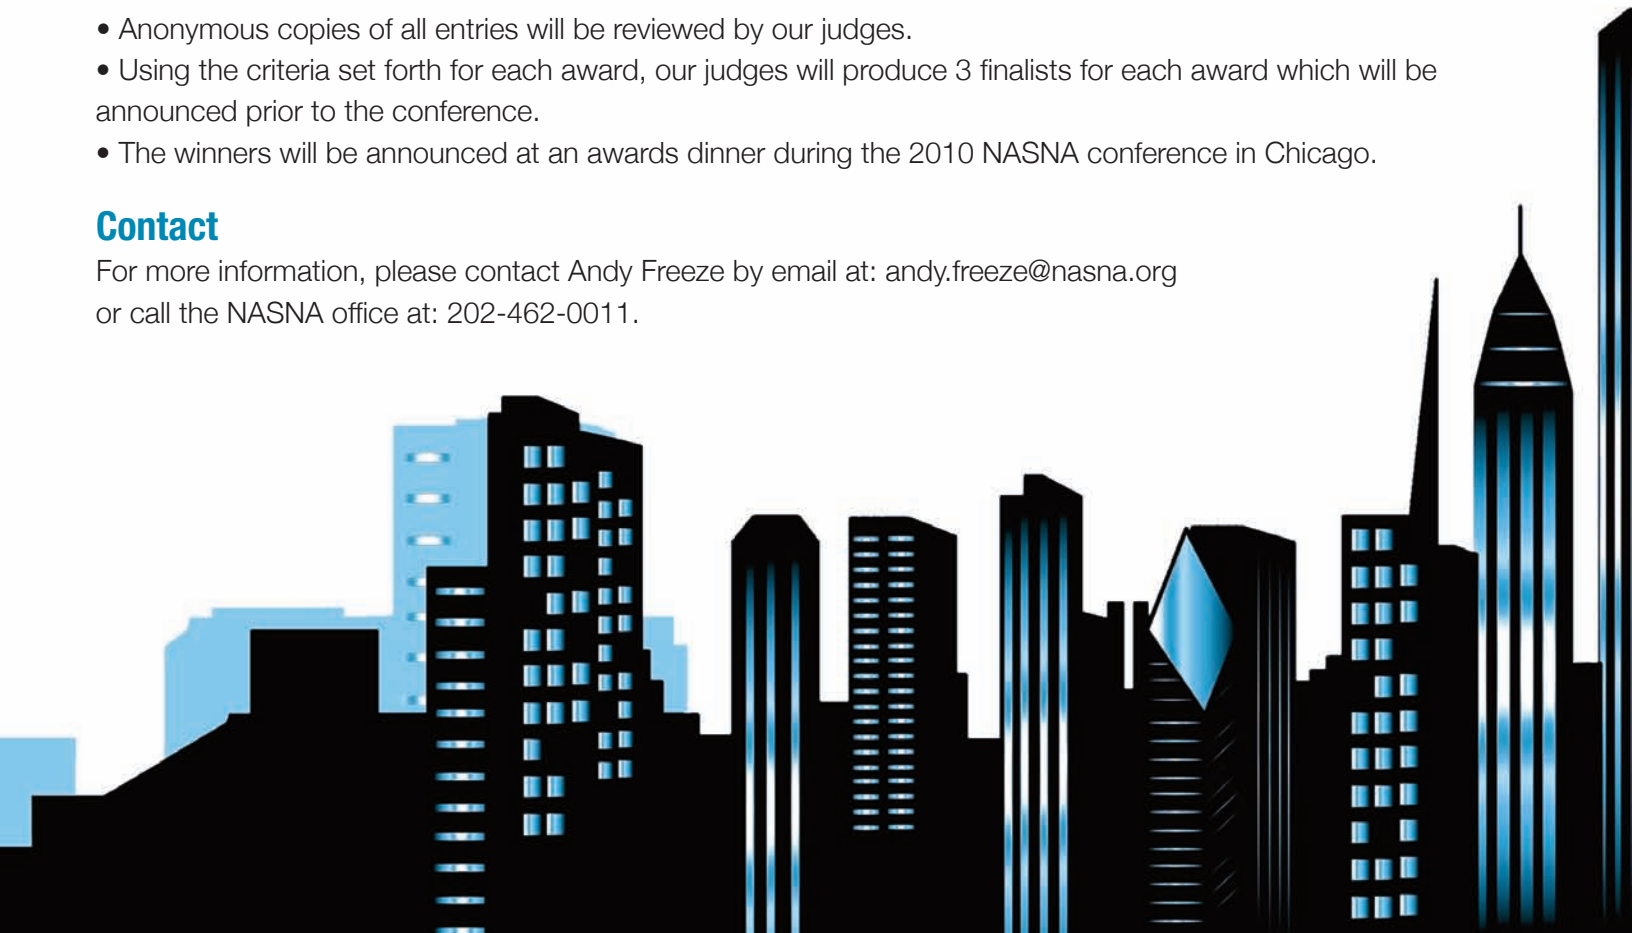 • Anonymous copies of all entries will be reviewed by our judges.
• Using the criteria set forth for each award, our judges will produce 3 finalists for each award which will be
announced prior to the conference.
• The winners will be announced at an awards dinner during the 2010 NASNA conference in Chicago.
Contact
For more information, please contact Andy Freeze by email at: andy.freeze@nasna.org
or call the NASNA office at: 202-462-0011.